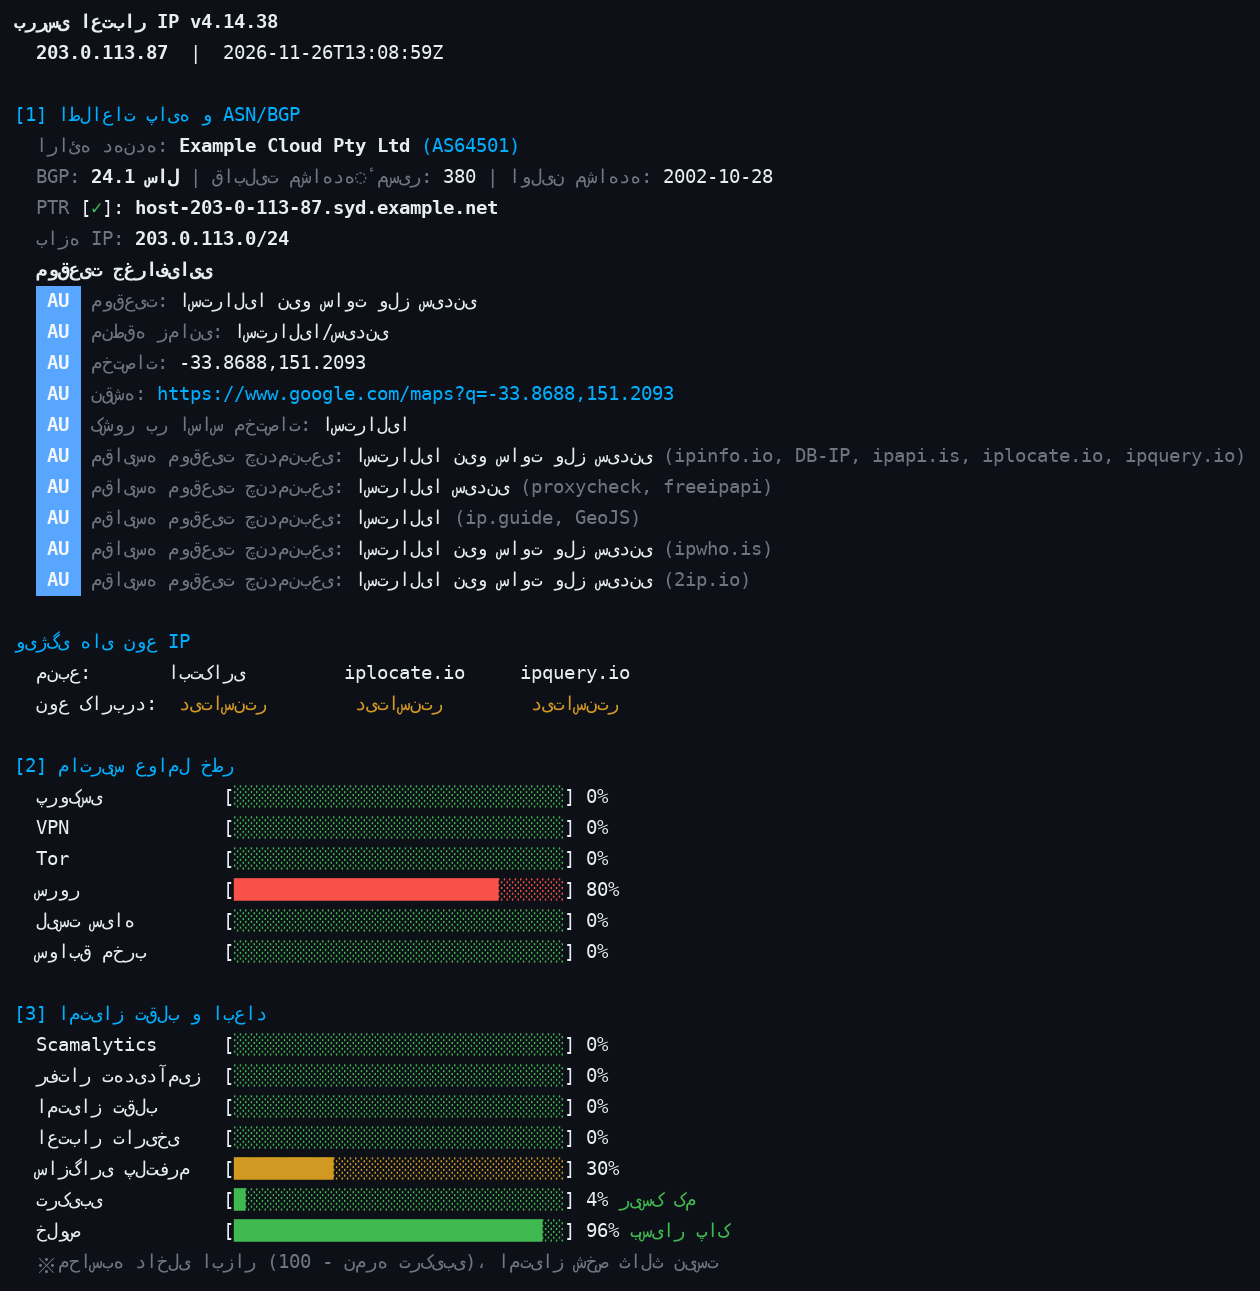 بررسی اعتبار IP v4.14.38
203.0.113.87 | 2026-11-26T13:08:59Z
[1] اطلاعات پایه و ASN/BGP
ارائه دهنده: Example Cloud Pty Ltd (AS64501)
BGP: 24.1 سال | قابلیت مشاهدهٔ مسیر: 380 | اولین مشاهده: 2002-10-28
PTR [✓]: host-203-0-113-87.syd.example.net
بازه IP: 203.0.113.0/24
موقعیت جغرافیایی
AU موقعیت: استرالیا نیو ساوت ولز سیدنی
AU منطقه زمانی: استرالیا/سیدنی
AU مختصات: -33.8688,151.2093
AU نقشه: https://www.google.com/maps?q=-33.8688,151.2093
AU کشور بر اساس مختصات: استرالیا
AU مقایسه موقعیت چندمنبعی: استرالیا نیو ساوت ولز سیدنی (ipinfo.io, DB-IP, ipapi.is, iplocate.io, ipquery.io)
AU مقایسه موقعیت چندمنبعی: استرالیا سیدنی (proxycheck, freeipapi)
AU مقایسه موقعیت چندمنبعی: استرالیا (ip.guide, GeoJS)
AU مقایسه موقعیت چندمنبعی: استرالیا نیو ساوت ولز سیدنی (ipwho.is)
AU مقایسه موقعیت چندمنبعی: استرالیا نیو ساوت ولز سیدنی (2ip.io)
ویژگی های نوع IP
منبع: ابتکاری iplocate.io ipquery.io
نوع کاربرد: دیتاسنتر دیتاسنتر دیتاسنتر
[2] ماتریس عوامل خطر
پروکسی [] 0%
VPN [] 0%
Tor [] 0%
سرور [] 80%
لیست سیاه [] 0%
سوابق مخرب [] 0%
[3] امتیاز تقلب و ابعاد
Scamalytics [] 0%
رفتار تهدیدآمیز [] 0%
امتیاز تقلب [] 0%
اعتبار تاریخی [] 0%
سازگاری پلتفرم [] 30%
ترکیبی [] 4% ریسک کم
خلوص [] 96% بسیار پاک
※ محاسبه داخلی ابزار (100 - نمره ترکیبی)، امتیاز شخص ثالث نیست